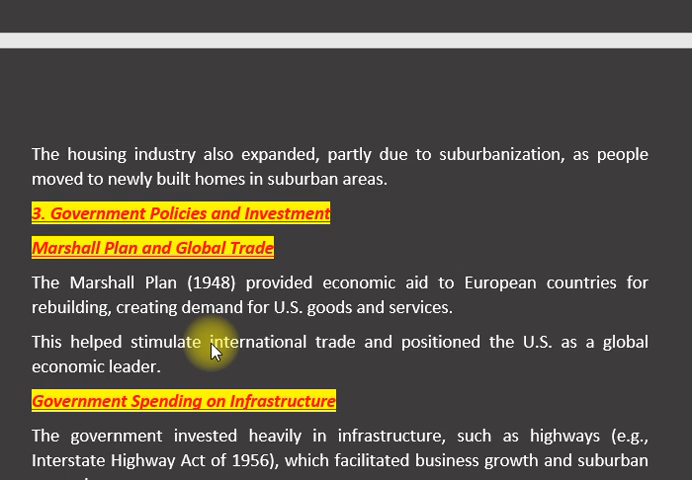 The housing industry also expanded, partly due to suburbanization, as people
moved to newly built homes in suburban areas.
3. Government Policies and Investment
Marshall Plan and Global Trade
The Marshall Plan (1948) provided economic aid to European countries for
rebuilding, creating demand for U.S. goods and services.
This helped stimulate international trade and positioned the U.S. as a global
economic leader.
Government Spending on Infrastructure
The government invested heavily in infrastructure, such as highways (e.g.,
Interstate Highway Act of 1956), which facilitated business growth and suburban